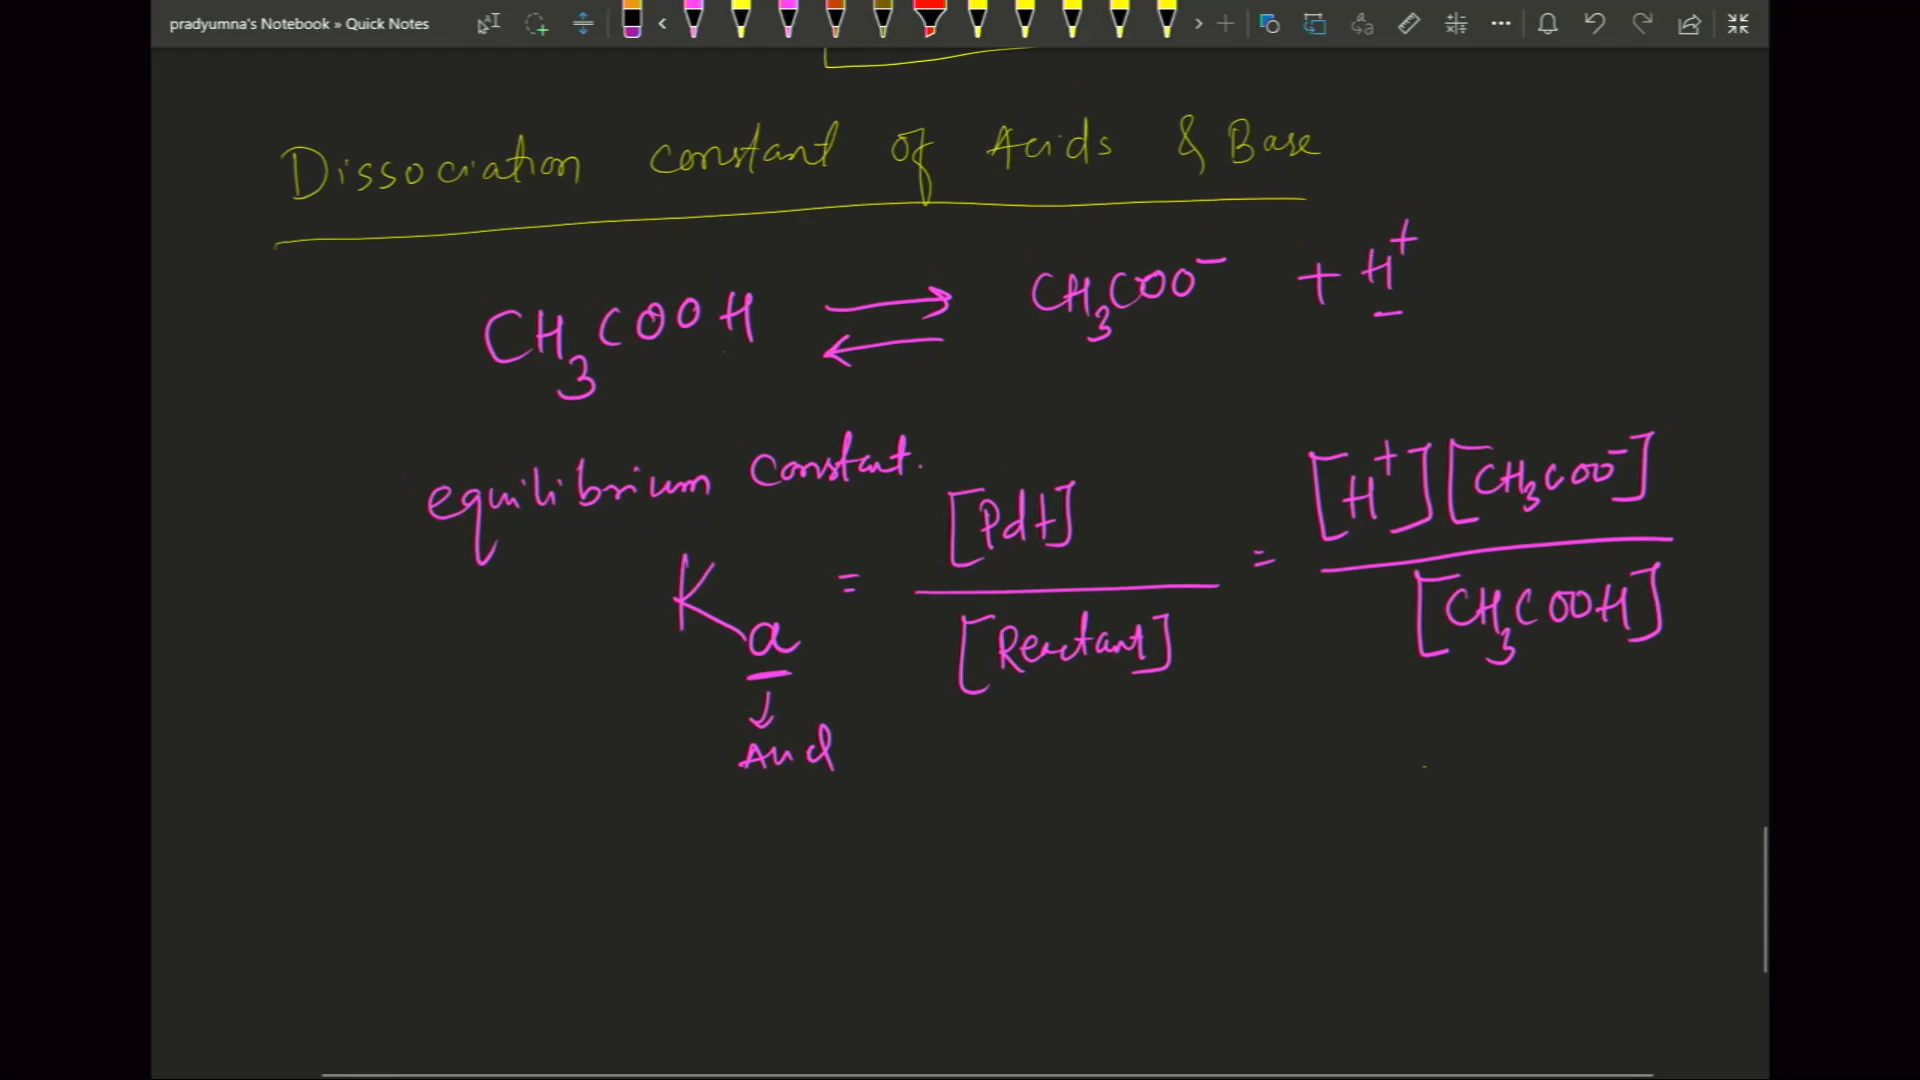 pradyumna's Notebook » Quick Notes
Dissociation constant of Acids & Base
CH₃COOH ⇌ CH₃COO⁻ + H⁺
equilibrium constant.
Kₐ = [Pdt] / [Reactant] = [H⁺][CH₃COO⁻] / [CH₃COOH]
↓
Acid